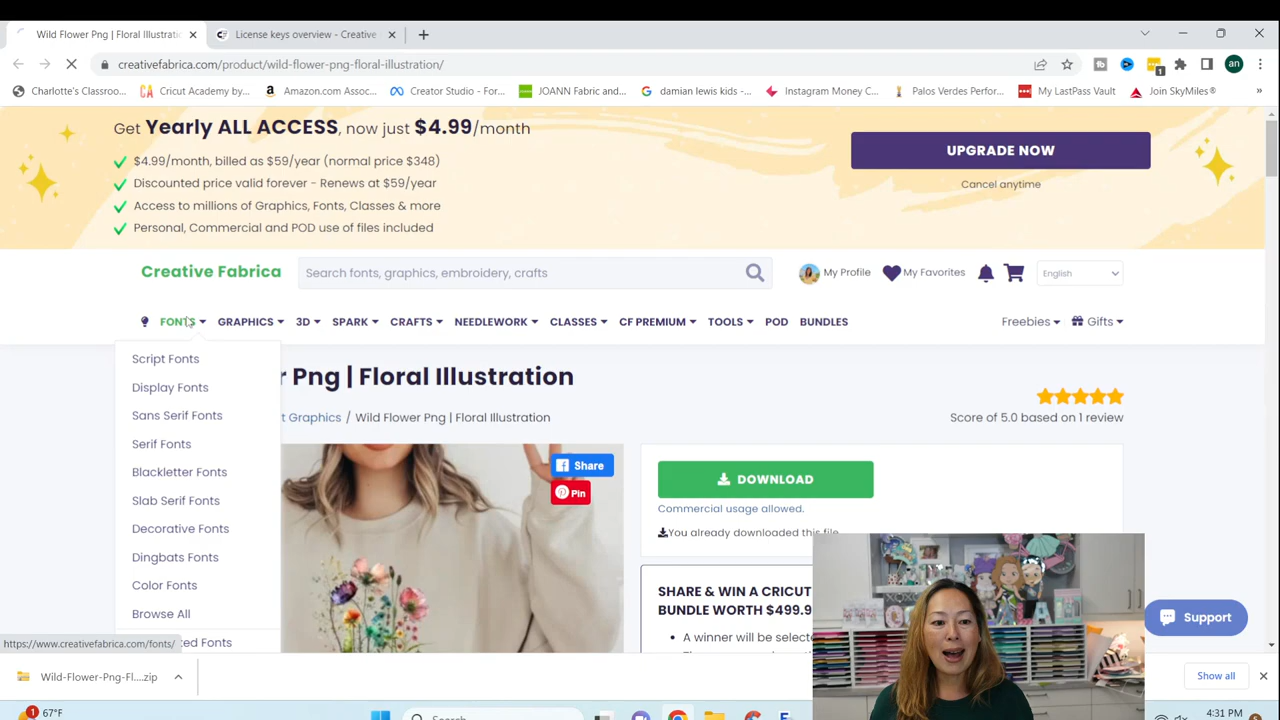 Wild Flower Png | Floral Illustratio
License keys overview - Creative
creativefabrica.com/product/wild-flower-png-floral-illustration/
1
an
Charlotte's Classroo...
Cricut Academy by...
Amazon.com Assoc...
Creator Studio - For...
JOANN Fabric and...
damian lewis kids -...
Instagram Money C...
Palos Verdes Perfor...
My LastPass Vault
Join SkyMiles®
Get Yearly ALL ACCESS, now just $4.99/month
$4.99/month, billed as $59/year (normal price $348)
Discounted price valid forever - Renews at $59/year
Access to millions of Graphics, Fonts, Classes & more
Personal, Commercial and POD use of files included
UPGRADE NOW
Cancel anytime
Creative Fabrica
Search fonts, graphics, embroidery, crafts
My Profile
My Favorites
English
FONTS
GRAPHICS
3D
SPARK
CRAFTS
NEEDLEWORK
CLASSES
CF PREMIUM
TOOLS
POD
BUNDLES
Freebies
Gifts
Script Fonts
Display Fonts
Sans Serif Fonts
Serif Fonts
Blackletter Fonts
Slab Serif Fonts
Decorative Fonts
Dingbats Fonts
Color Fonts
Browse All
ted Fonts
r Png | Floral Illustration
t Graphics / Wild Flower Png | Floral Illustration
Score of 5.0 based on 1 review
Share
Pin
DOWNLOAD
Commercial usage allowed.
You already downloaded this file
SHARE & WIN A CRICUT
BUNDLE WORTH $499.9
A winner will be selecte
Support
https://www.creativefabrica.com/fonts/
Wild-Flower-Png-Fl....zip
Show all
1
67°F
Search
4:31 PM